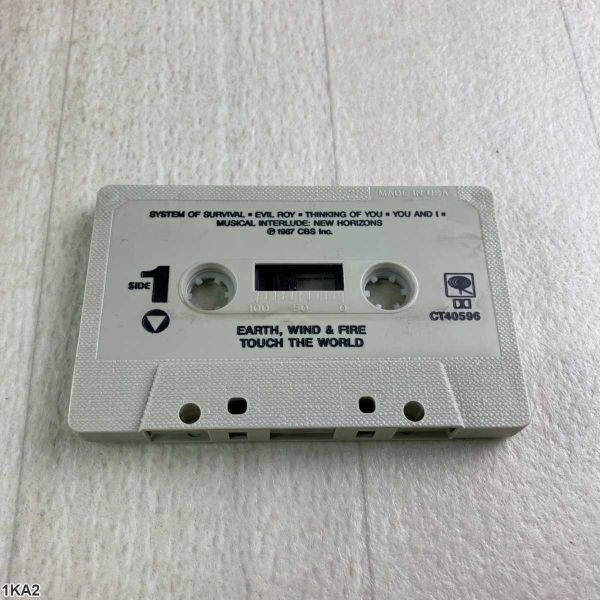 MADE IN USA
SYSTEM OF SURVIVAL • EVIL ROY • THINKING OF YOU • YOU AND I •
MUSICAL INTERLUDE: NEW HORIZONS
℗ 1987 CBS Inc.
SIDE 1
100 50 0
CT40596
EARTH, WIND & FIRE
TOUCH THE WORLD
1KA2